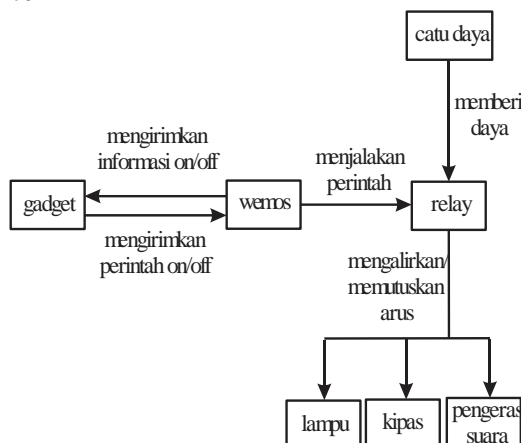 catu daya
memberi
daya
mengirimkan
informasi on/off
menjalakan
perintah
gadget
wemos
relay
mengirimkan
perintah on/off
mengalirkan/
memutuskan
arus
lampu
kipas
pengeras
suara